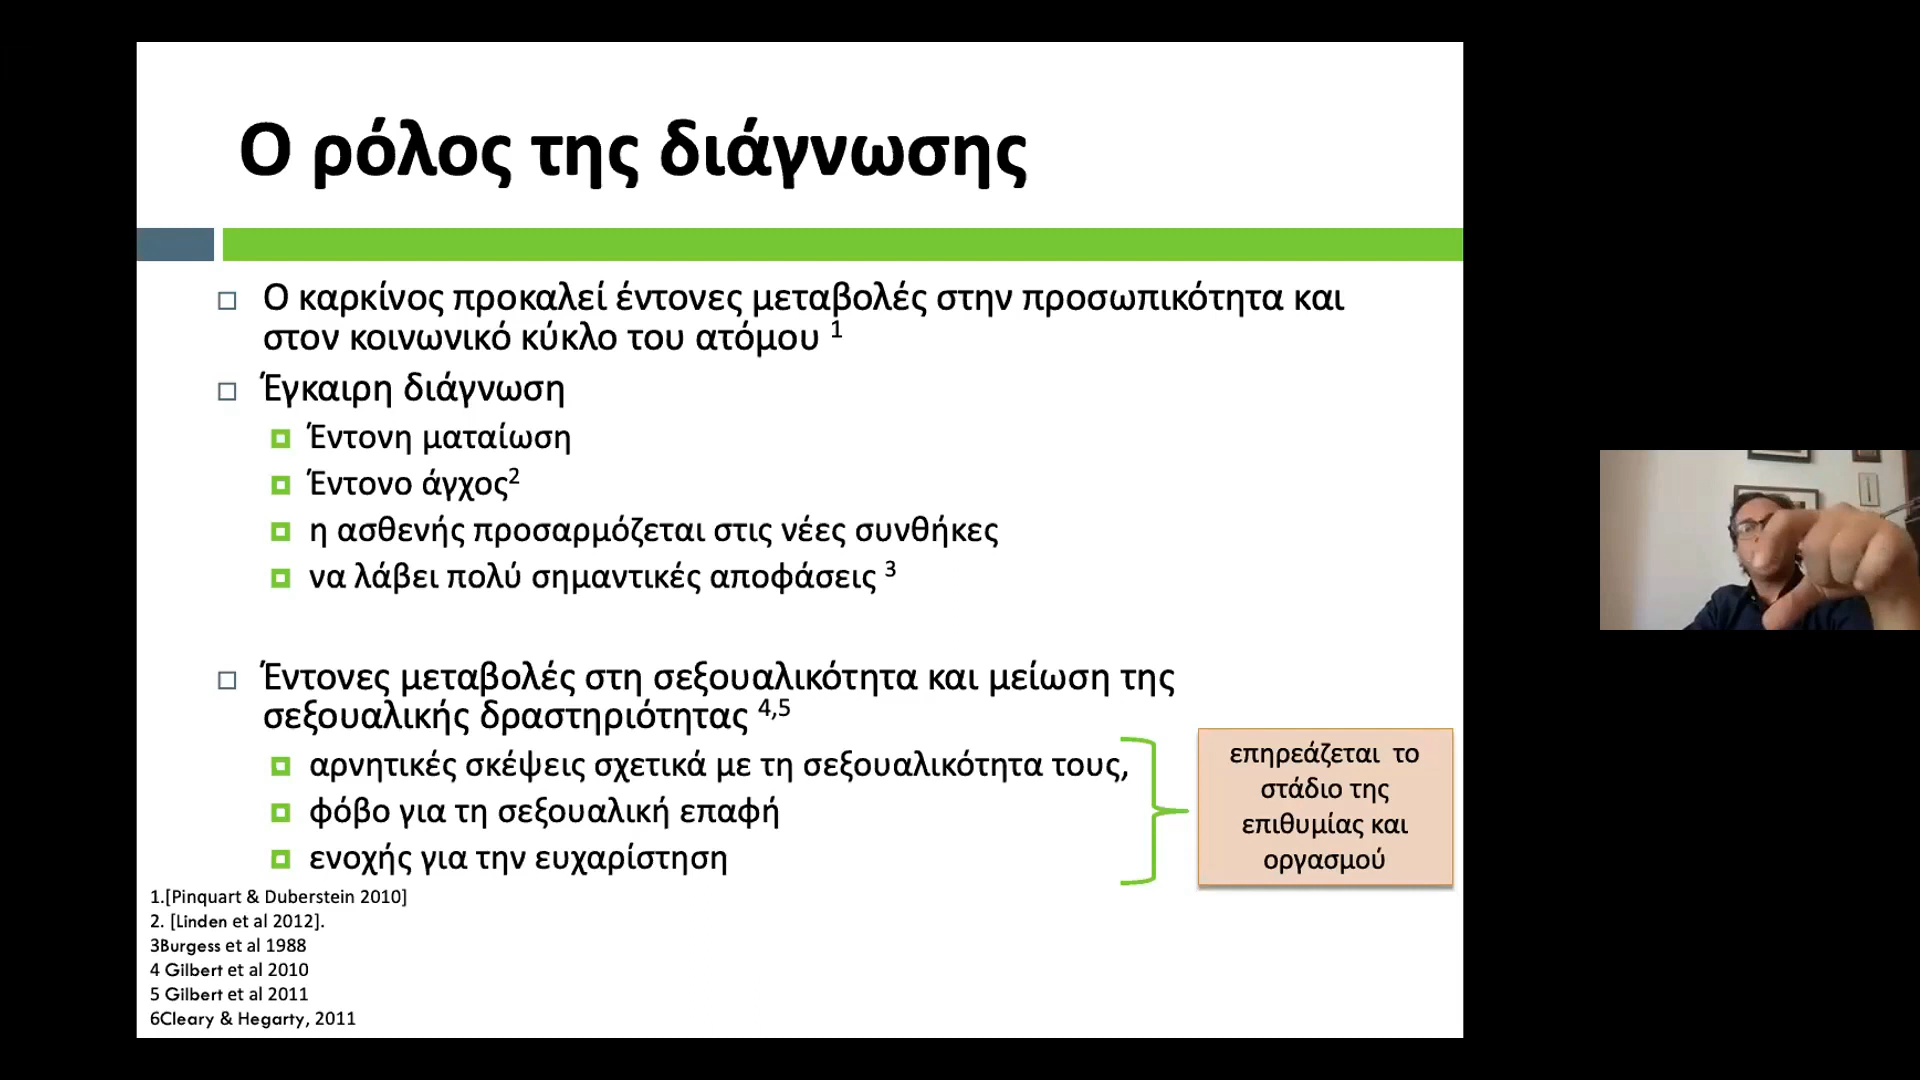 Ο ρόλος της διάγνωσης
Ο καρκίνος προκαλεί έντονες μεταβολές στην προσωπικότητα και
στον κοινωνικό κύκλο του ατόμου 1
Έγκαιρη διάγνωση
Έντονη ματαίωση
Έντονο άγχος2
η ασθενής προσαρμόζεται στις νέες συνθήκες
να λάβει πολύ σημαντικές αποφάσεις 3
Έντονες μεταβολές στη σεξουαλικότητα και μείωση της
σεξουαλικής δραστηριότητας 4,5
αρνητικές σκέψεις σχετικά με τη σεξουαλικότητα τους,
φόβο για τη σεξουαλική επαφή
ενοχής για την ευχαρίστηση
επηρεάζεται το
στάδιο της
επιθυμίας και
οργασμού
1.[Pinquart & Duberstein 2010]
2. [Linden et al 2012].
3Burgess et al 1988
4 Gilbert et al 2010
5 Gilbert et al 2011
6Cleary & Hegarty, 2011